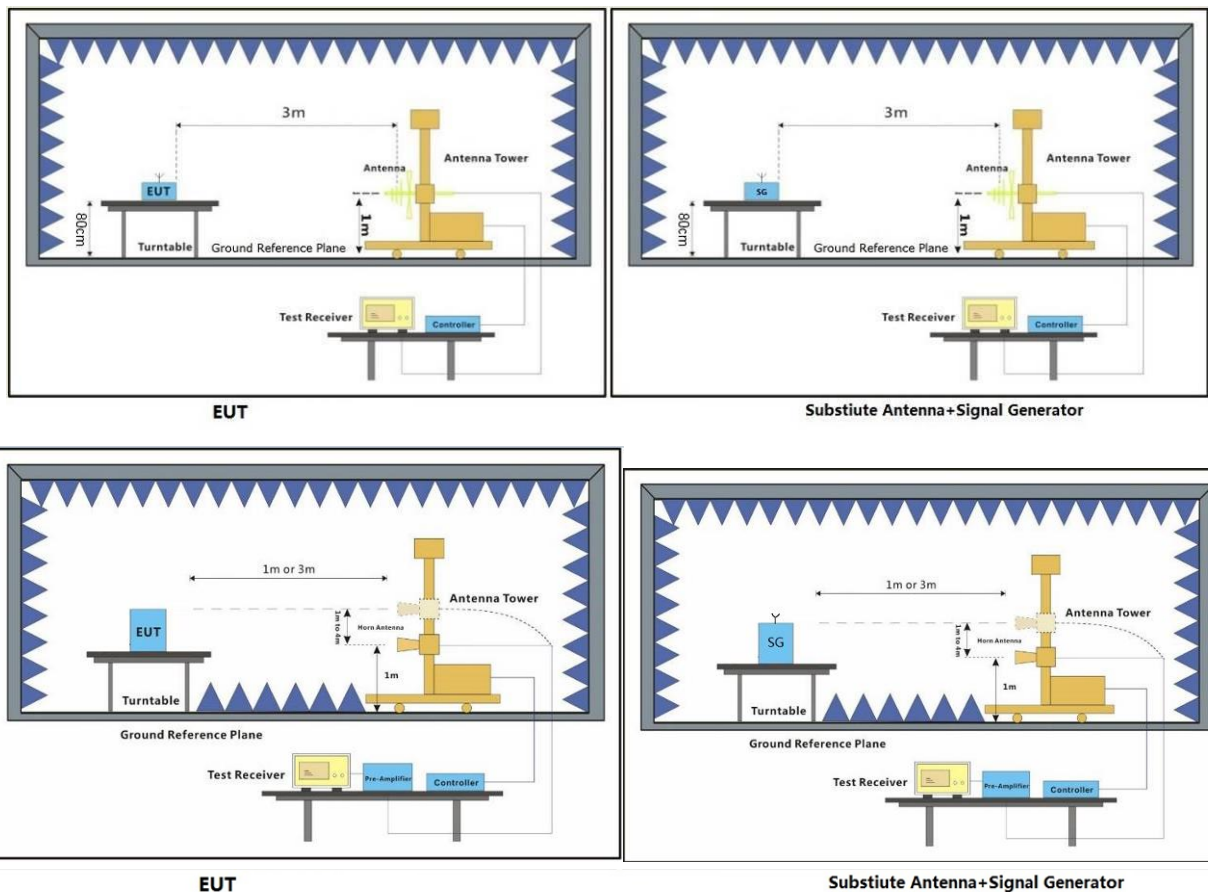 3m
Antenna
Antenna Tower
EUT
80cm
1m
Turntable
Ground Reference Plane
Test Receiver
Controller
EUT
3m
Antenna
Antenna Tower
SG
80cm
1m
Turntable
Ground Reference Plane
Test Receiver
Controller
Substiute Antenna+Signal Generator
1m or 3m
Antenna Tower
EUT
1m to 4m
Horn Antenna
1m
Turntable
Ground Reference Plane
Test Receiver
Pre-Amplifier
Controller
EUT
1m or 3m
Antenna Tower
SG
1m to 4m
Horn Antenna
1m
Turntable
Ground Reference Plane
Test Receiver
Pre-Amplifier
Controller
Substiute Antenna+Signal Generator